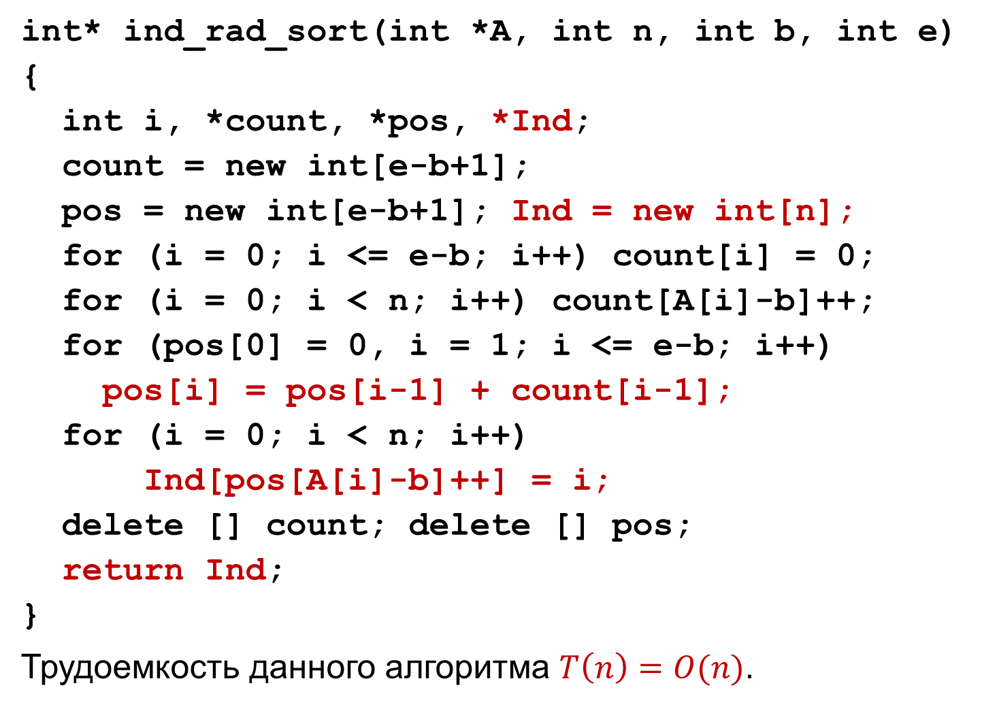 int* ind_rad_sort(int *A, int n, int b, int e)
{
int i, *count, *pos, *Ind;
count = new int[e-b+1];
pos = new int[e-b+1]; Ind = new int[n];
for (i = 0; i <= e-b; i++) count[i] = 0;
for (i = 0; i < n; i++) count[A[i]-b]++;
for (pos[0] = 0, i = 1; i <= e-b; i++)
pos[i] = pos[i-1] + count[i-1];
for (i = 0; i < n; i++)
Ind[pos[A[i]-b]++] = i;
delete [] count; delete [] pos;
return Ind;
}
Трудоемкость данного алгоритма T(n) = O(n).